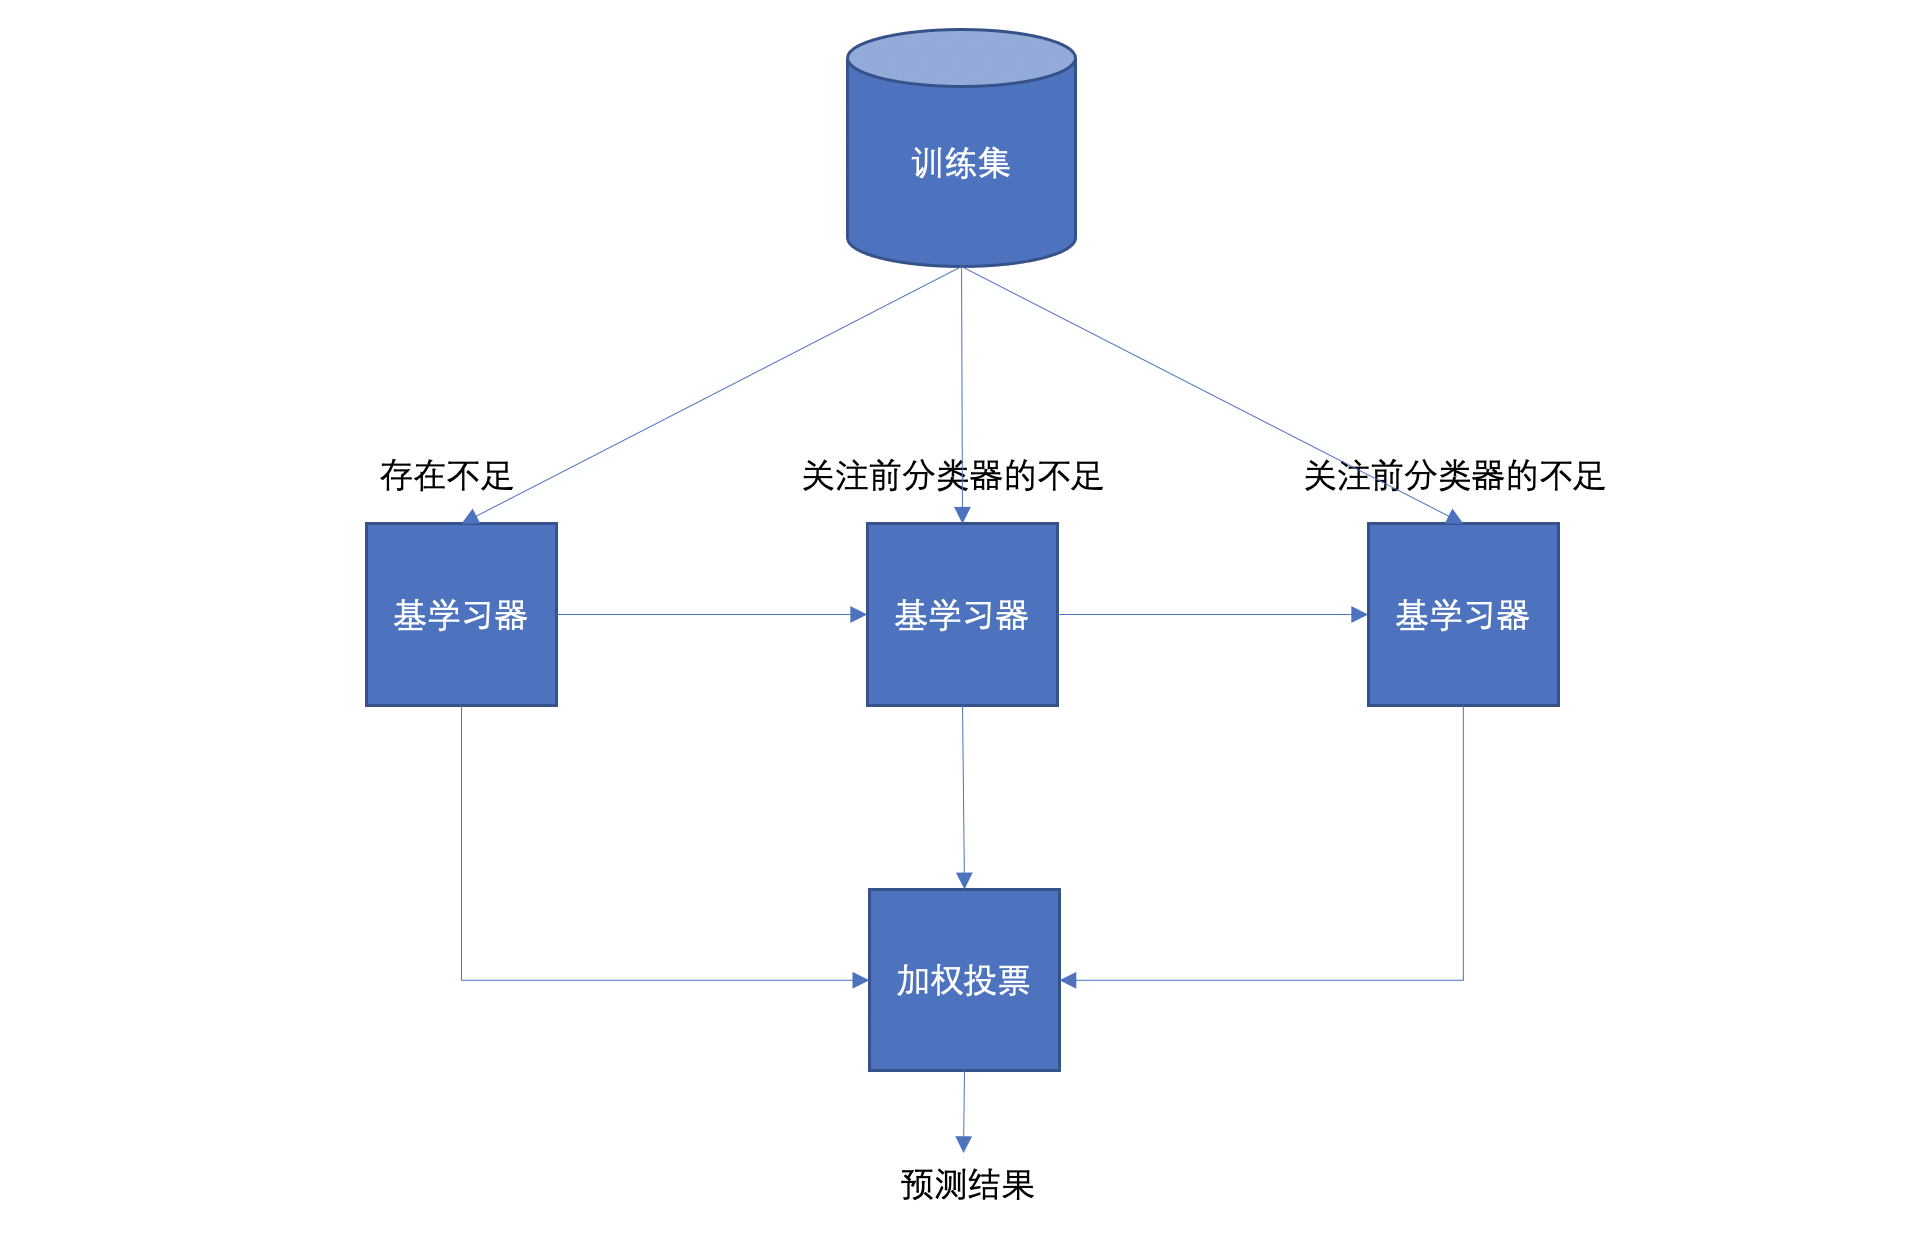 训练集
存在不足
关注前分类器的不足
关注前分类器的不足
基学习器
基学习器
基学习器
加权投票
预测结果